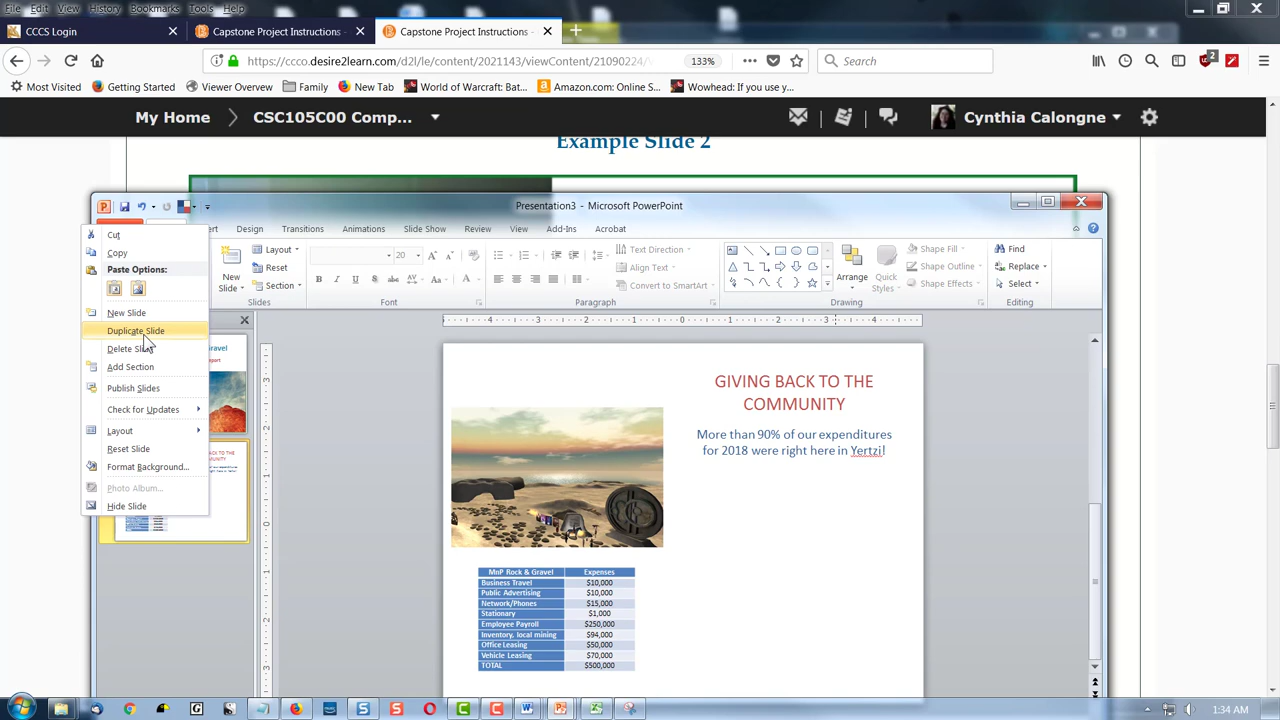 File Edit View History Bookmarks Tools Help
CCCS Login × Capstone Project Instructions - × Capstone Project Instructions - × +
https://ccco.desire2learn.com/d2l/le/content/2021143/viewContent/21090224/ 133% Search
Most Visited Getting Started Viewer Overview Family New Tab World of Warcraft: Bat... Amazon.com: Online S... Wowhead: If you use y... 2
My Home CSC105C00 Comp... Cynthia Calongne
Example Slide 2
Presentation3 - Microsoft PowerPoint
Design Transitions Animations Slide Show Review View Add-Ins Acrobat
New Slide
Layout
Reset
Section
Slides
20
B I U S
Font
Text Direction
Align Text
Convert to SmartArt
Paragraph
Arrange
Quick Styles
Shape Fill
Shape Outline
Shape Effects
Drawing
Find
Replace
Select
Editing
Cut
Copy
Paste Options:
New Slide
Duplicate Slide
Delete Slide
Add Section
Publish Slides
Check for Updates
Layout
Reset Slide
Format Background...
Photo Album...
Hide Slide
GIVING BACK TO THE
COMMUNITY
More than 90% of our expenditures
for 2018 were right here in Yertzi!
MnP Rock & Gravel Expenses
Business Travel $10,000
Public Advertising $10,000
Network/Phones $15,000
Stationary $1,000
Employee Payroll $250,000
Inventory, local mining $94,000
Office Leasing $50,000
Vehicle Leasing $70,000
TOTAL $500,000
1:34 AM